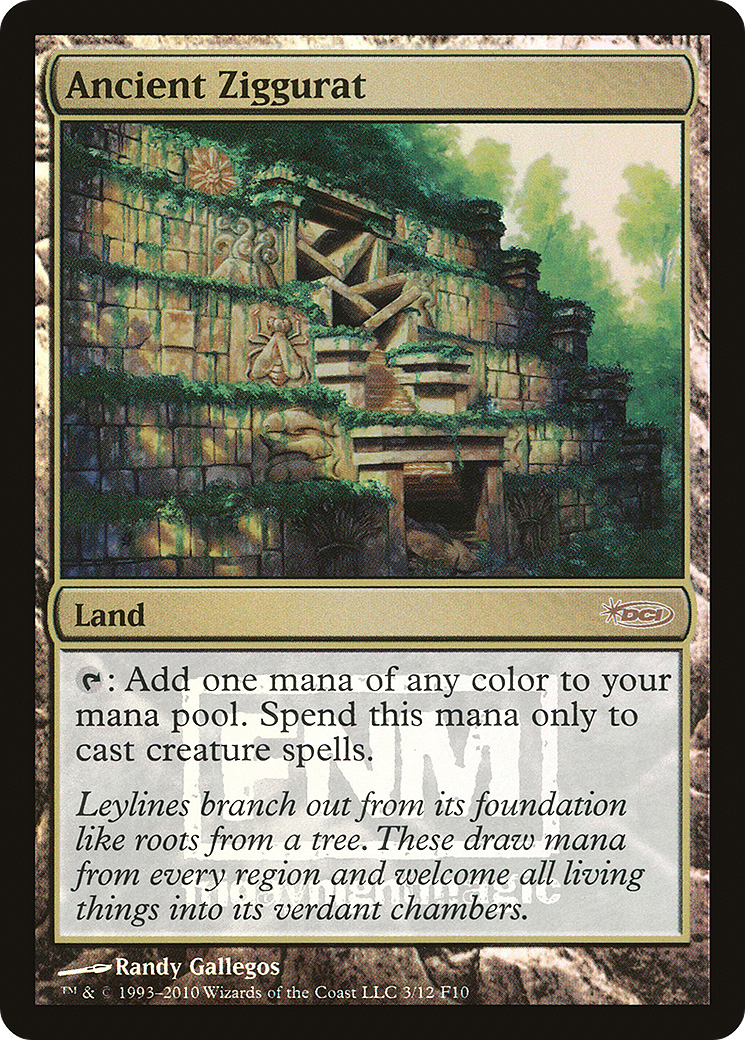 Ancient Ziggurat
Land
DCI
: Add one mana of any color to your
mana pool. Spend this mana only to
cast creature spells.
FNM
Leylines branch out from its foundation
like roots from a tree. These draw mana
from every region and welcome all living
things into its verdant chambers.
Randy Gallegos
™ & © 1993–2010 Wizards of the Coast LLC 3/12 F10